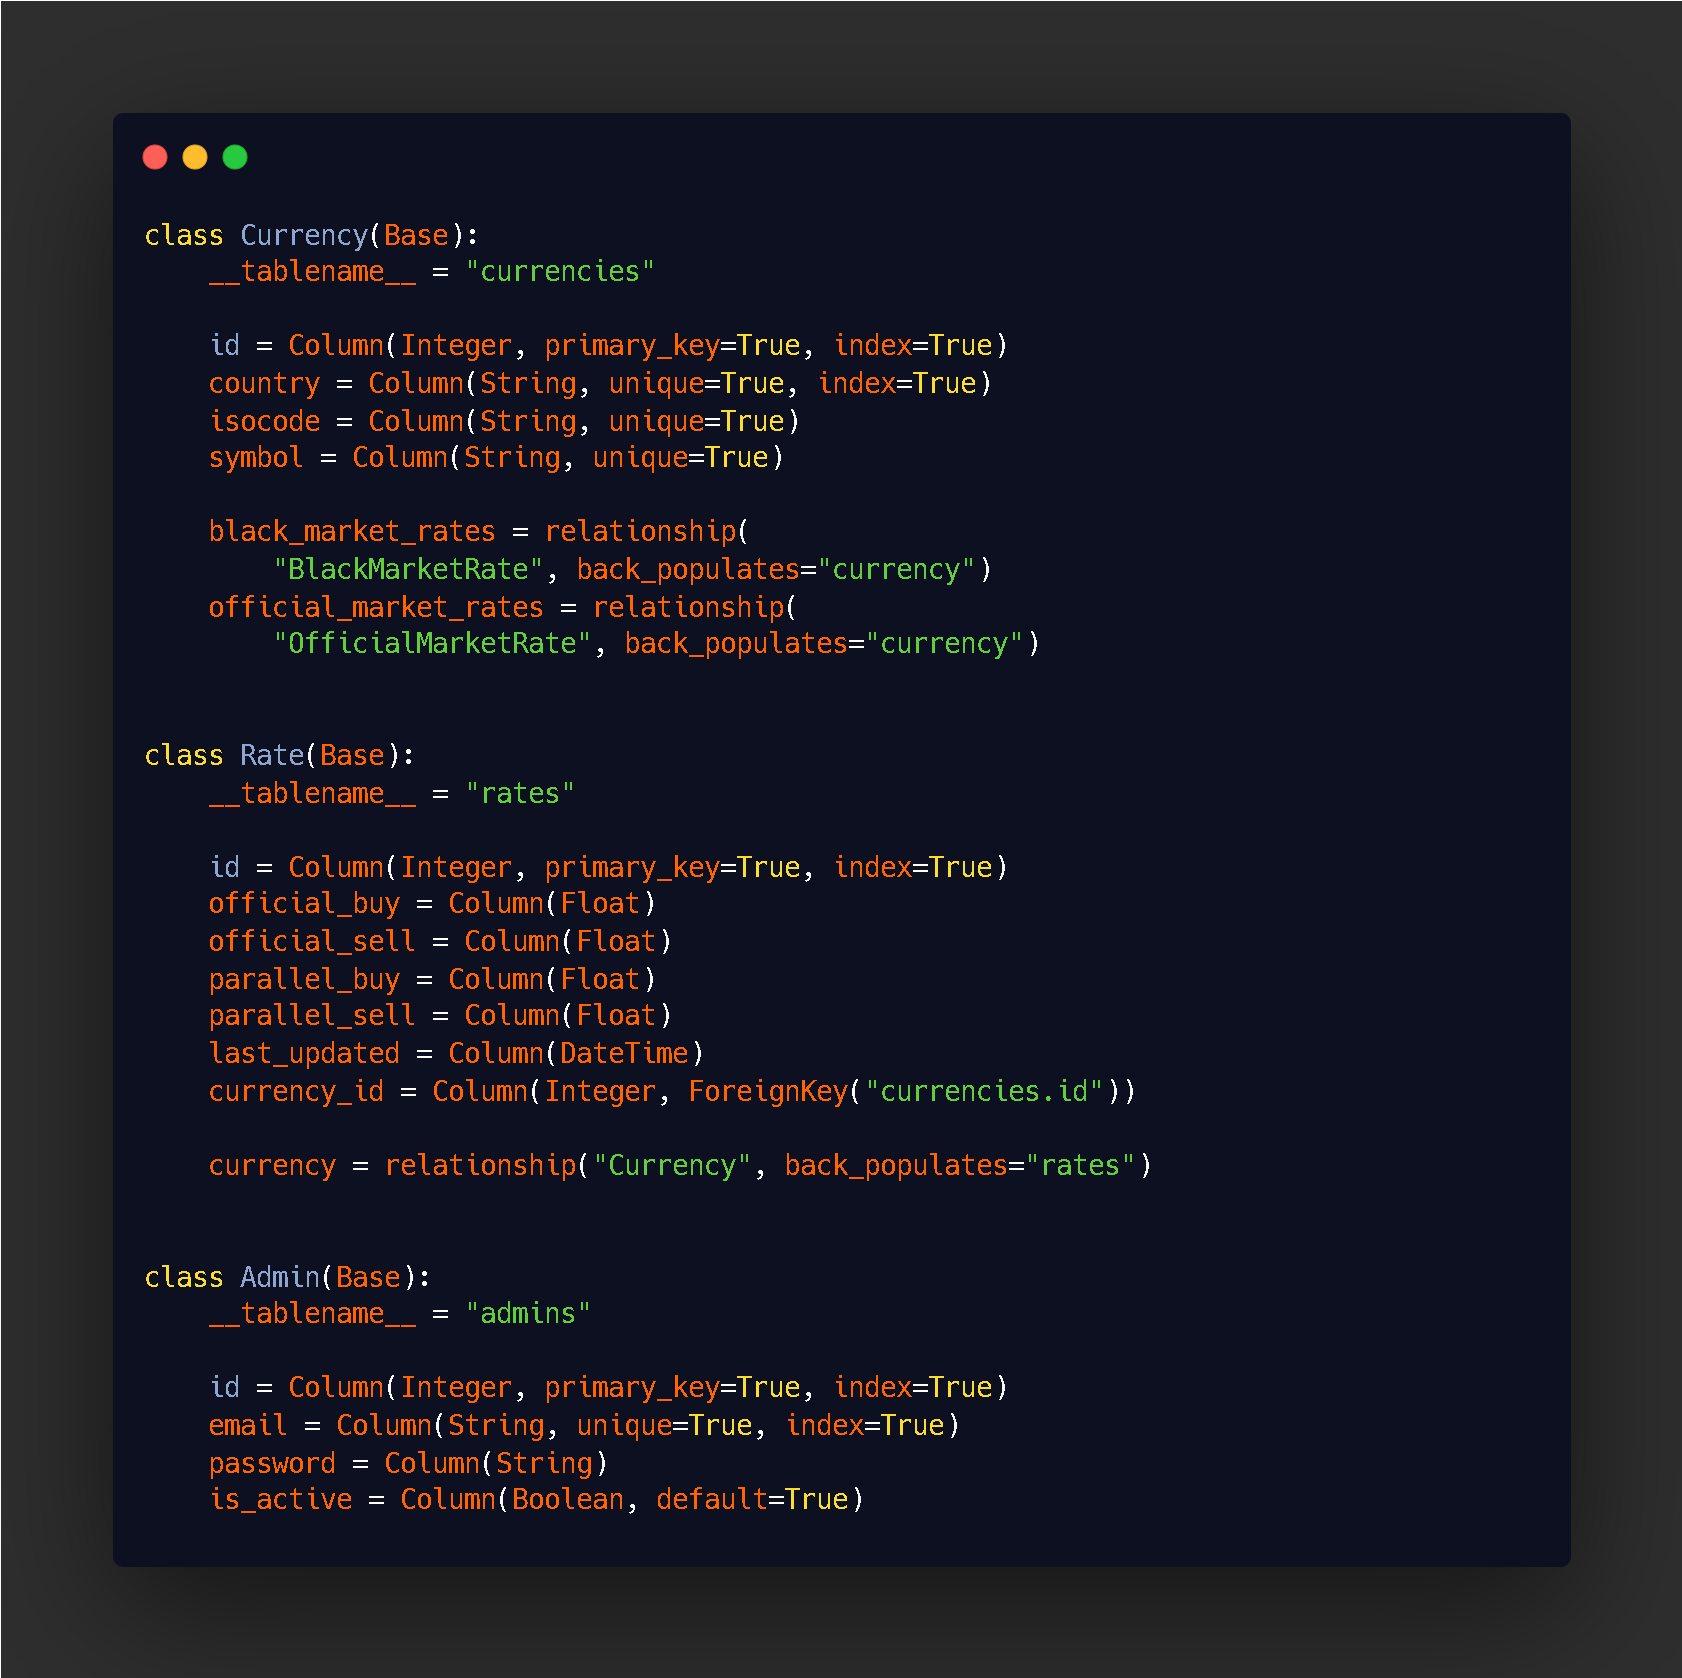 class Currency(Base):
    __tablename__ = "currencies"

    id = Column(Integer, primary_key=True, index=True)
    country = Column(String, unique=True, index=True)
    isocode = Column(String, unique=True)
    symbol = Column(String, unique=True)

    black_market_rates = relationship(
        "BlackMarketRate", back_populates="currency")
    official_market_rates = relationship(
        "OfficialMarketRate", back_populates="currency")


class Rate(Base):
    __tablename__ = "rates"

    id = Column(Integer, primary_key=True, index=True)
    official_buy = Column(Float)
    official_sell = Column(Float)
    parallel_buy = Column(Float)
    parallel_sell = Column(Float)
    last_updated = Column(DateTime)
    currency_id = Column(Integer, ForeignKey("currencies.id"))

    currency = relationship("Currency", back_populates="rates")


class Admin(Base):
    __tablename__ = "admins"

    id = Column(Integer, primary_key=True, index=True)
    email = Column(String, unique=True, index=True)
    password = Column(String)
    is_active = Column(Boolean, default=True)